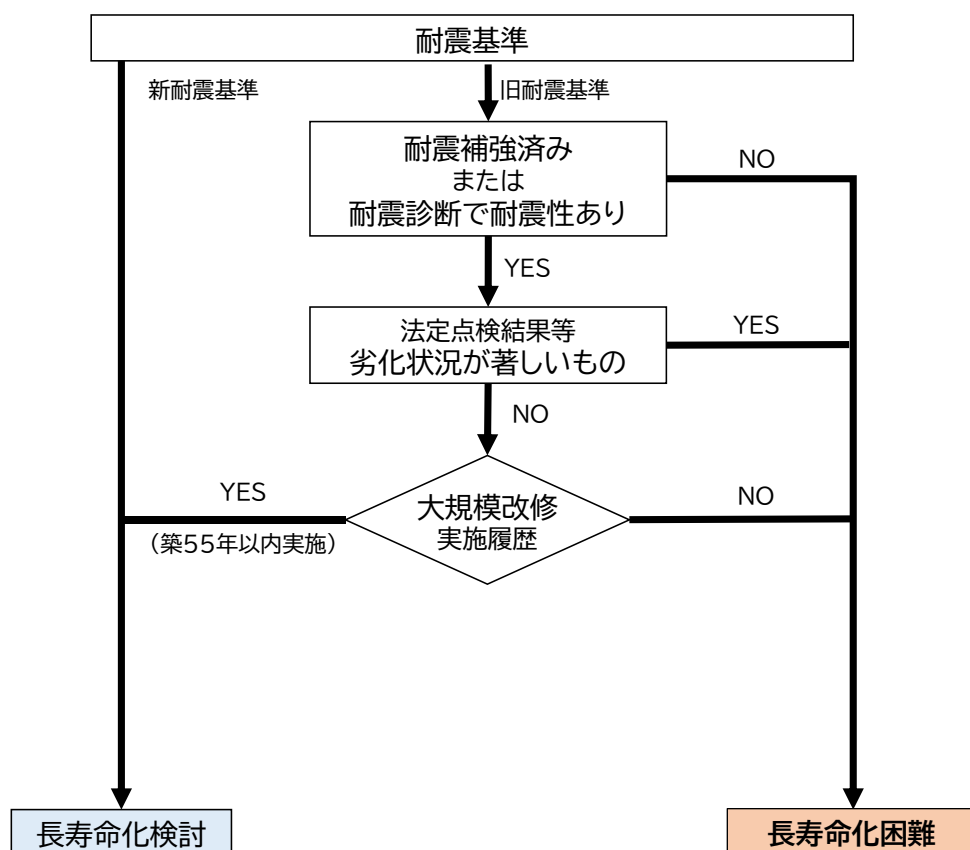 耐震基準
新耐震基準
旧耐震基準
耐震補強済み
または
耐震診断で耐震性あり
NO
YES
法定点検結果等
劣化状況が著しいもの
YES
NO
大規模改修
実施履歴
YES
（築55年以内実施）
NO
長寿命化検討
長寿命化困難